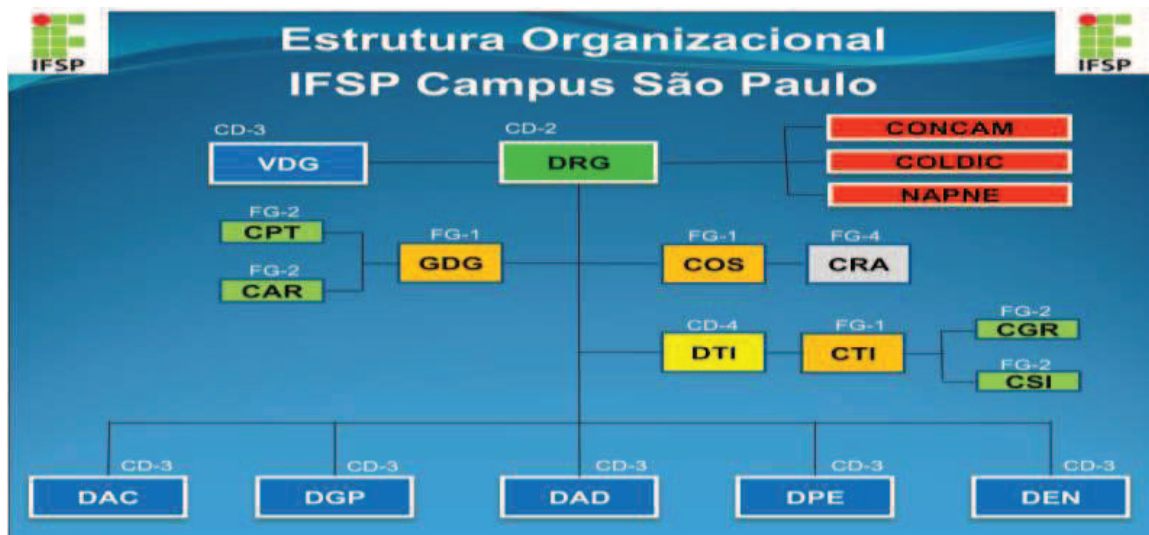 IFSP
Estrutura Organizacional
IFSP
IFSP Campus São Paulo
CD-3
VDG
CD-2
DRG
CONCAM
COLDIC
NAPNE
FG-2
CPT
FG-2
CAR
FG-1
GDG
FG-1
COS
FG-4
CRA
CD-4
DTI
FG-1
CTI
FG-2
CGR
FG-2
CSI
CD-3
DAC
CD-3
DGP
CD-3
DAD
CD-3
DPE
CD-3
DEN